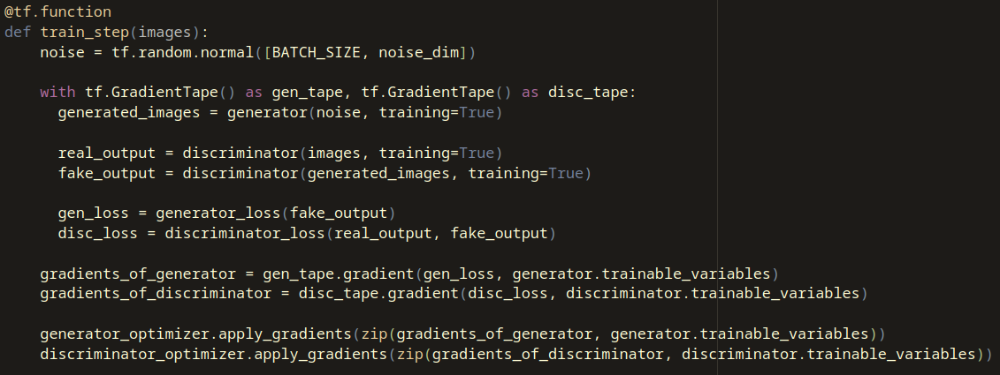 @tf.function
def train_step(images):
    noise = tf.random.normal([BATCH_SIZE, noise_dim])

    with tf.GradientTape() as gen_tape, tf.GradientTape() as disc_tape:
      generated_images = generator(noise, training=True)

      real_output = discriminator(images, training=True)
      fake_output = discriminator(generated_images, training=True)

      gen_loss = generator_loss(fake_output)
      disc_loss = discriminator_loss(real_output, fake_output)

    gradients_of_generator = gen_tape.gradient(gen_loss, generator.trainable_variables)
    gradients_of_discriminator = disc_tape.gradient(disc_loss, discriminator.trainable_variables)

    generator_optimizer.apply_gradients(zip(gradients_of_generator, generator.trainable_variables))
    discriminator_optimizer.apply_gradients(zip(gradients_of_discriminator, discriminator.trainable_variables))